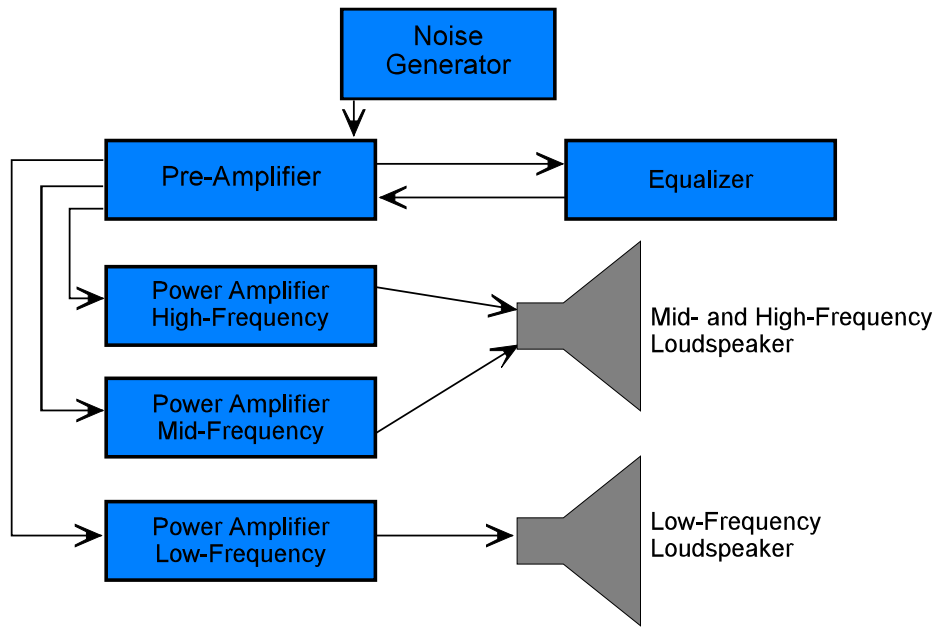 Noise
Generator
Pre-Amplifier
Equalizer
Power Amplifier
High-Frequency
Mid- and High-Frequency
Loudspeaker
Power Amplifier
Mid-Frequency
Power Amplifier
Low-Frequency
Low-Frequency
Loudspeaker